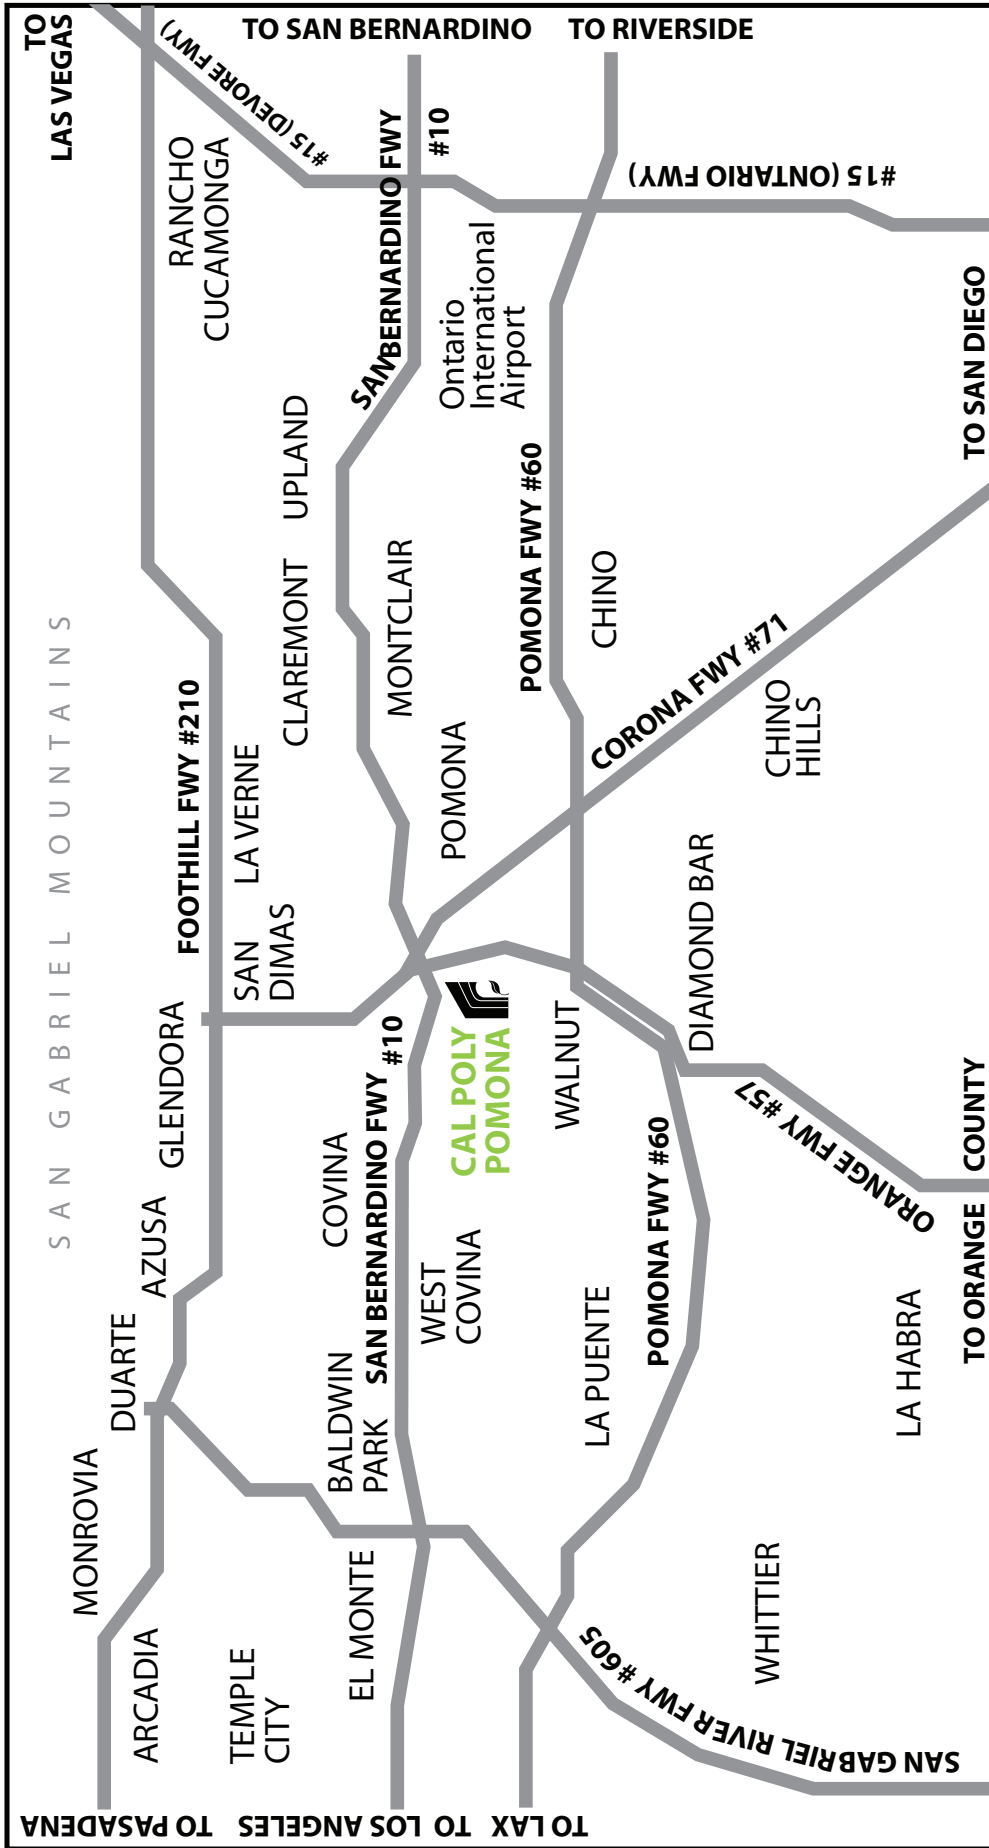 SAN GABRIEL MOUNTAINS
TO
LAS VEGAS
TO SAN BERNARDINO
TO RIVERSIDE
TO PASADENA
TO LOS ANGELES
TO LAX
TO ORANGE COUNTY
TO SAN DIEGO
FOOTHILL FWY #210
#15 (DEVORE FWY)
#15 (ONTARIO FWY)
SAN BERNARDINO FWY
#10
SAN BERNARDINO FWY
#10
POMONA FWY #60
POMONA FWY #60
CORONA FWY #71
ORANGE FWY #57
SAN GABRIEL RIVER FWY #605
MONROVIA
DUARTE
AZUSA
GLENDORA
ARCADIA
RANCHO
CUCAMONGA
TEMPLE
CITY
SAN
DIMAS
LA VERNE
CLAREMONT
UPLAND
COVINA
BALDWIN
PARK
EL MONTE
WEST
COVINA
CAL POLY
POMONA
POMONA
MONTCLAIR
Ontario
International
Airport
LA PUENTE
WALNUT
CHINO
DIAMOND BAR
CHINO
HILLS
WHITTIER
LA HABRA